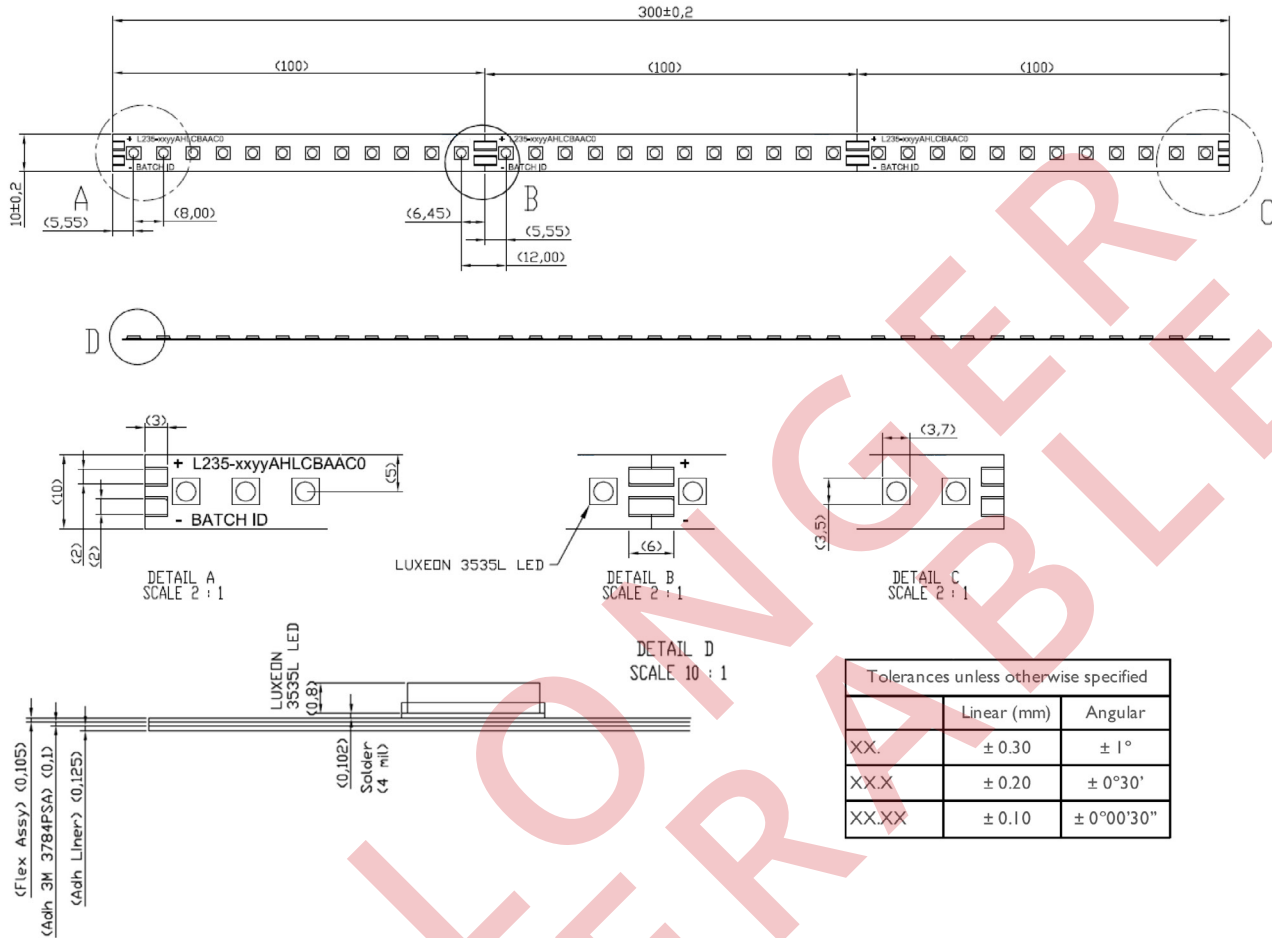 300±0,2
(100)
(100)
(100)
+ L235-xxyyAHLCBAAC0
+ L235-xxyyAHLCBAAC0
+ L235-xxyyAHLCBAAC0
- BATCH ID
- BATCH ID
- BATCH ID
10±0,2
A
B
C
(5,55)
(8,00)
(6,45)
(5,55)
(12,00)
D
(3)
+ L235-xxyyAHLCBAAC0
(10)
(5)
- BATCH ID
(2)
(2)
DETAIL A
SCALE 2 : 1
+
-
(6)
LUXEON 3535L LED
DETAIL B
SCALE 2 : 1
(3,7)
(3,5)
DETAIL C
SCALE 2 : 1
DETAIL D
SCALE 10 : 1
LUXEON
3535L LED
(0,8)
(0,102)
Solder
(4 mil)
(Flex Assy) (0,105)
(Adh 3M 3784PSA) (0,1)
(Adh Liner) (0,125)
Tolerances unless otherwise specified
Linear (mm) Angular
XX. ± 0.30 ± 1°
XX.X ± 0.20 ± 0°30'
XX.XX ± 0.10 ± 0°00'30"
LONGER
ERABLE